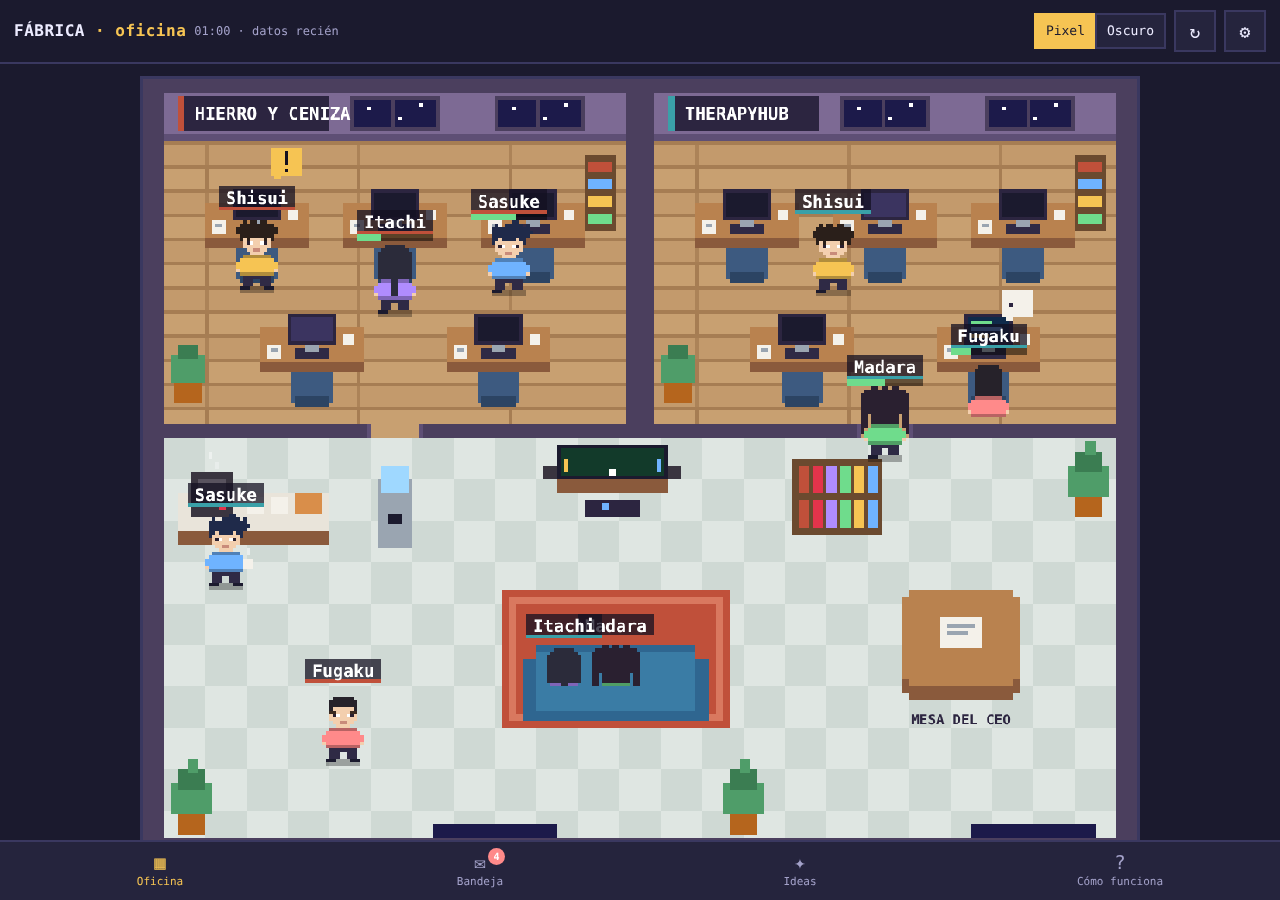 FÁBRICA · oficina 01:00 · datos recién
Pixel Oscuro ↻ ⚙
HIERRO Y CENIZA
THERAPYHUB
!
Shisui
Itachi
Sasuke
Shisui
Fugaku
Madara
Sasuke
Itachi dara
Fugaku
MESA DEL CEO
Oficina
4
Bandeja
Ideas
?
Cómo funciona